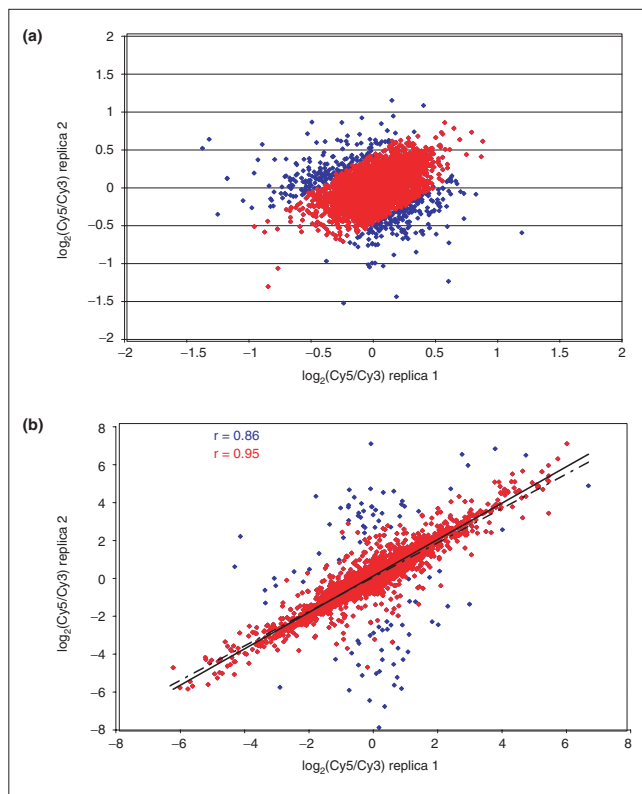 (a)
2
1.5
1
0.5
0
−0.5
−1
−1.5
−2
−2 −1.5 −1 −0.5 0 0.5 1 1.5 2
log2(Cy5/Cy3) replica 2
log2(Cy5/Cy3) replica 1
(b)
r = 0.86
r = 0.95
8
6
4
2
0
−2
−4
−6
−8
−8 −6 −4 −2 0 2 4 6 8
log2(Cy5/Cy3) replica 2
log2(Cy5/Cy3) replica 1